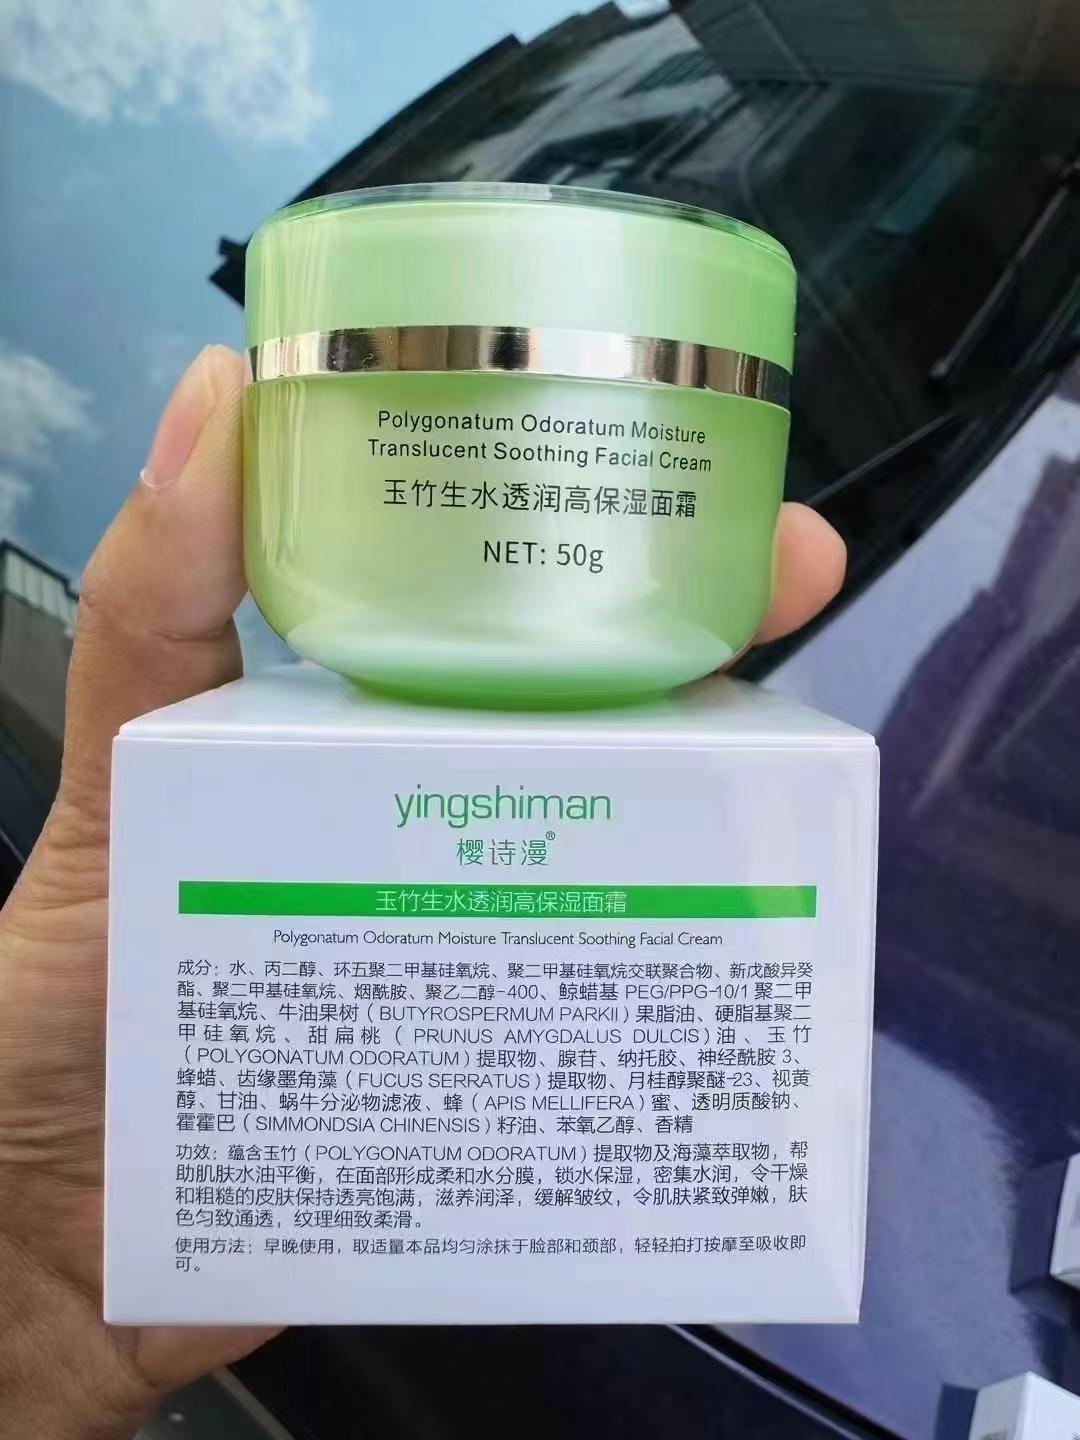 Polygonatum Odoratum Moisture
Translucent Soothing Facial Cream
玉竹生水透润高保湿面霜
NET: 50g
yingshiman
樱诗漫®
玉竹生水透润高保湿面霜
Polygonatum Odoratum Moisture Translucent Soothing Facial Cream
成分：水、丙二醇、环五聚二甲基硅氧烷、聚二甲基硅氧烷交联聚合物、新戊酸异癸
酯、聚二甲基硅氧烷、烟酰胺、聚乙二醇-400、鲸蜡基 PEG/PPG-10/1 聚二甲
基硅氧烷、牛油果树（BUTYROSPERMUM PARKII）果脂油、硬脂基聚二
甲硅氧烷、甜扁桃（PRUNUS AMYGDALUS DULCIS）油、玉竹
（POLYGONATUM ODORATUM）提取物、腺苷、纳托胶、神经酰胺 3、
蜂蜡、齿缘墨角藻（FUCUS SERRATUS）提取物、月桂醇聚醚-23、视黄
醇、甘油、蜗牛分泌物滤液、蜂（APIS MELLIFERA）蜜、透明质酸钠、
霍霍巴（SIMMONDSIA CHINENSIS）籽油、苯氧乙醇、香精
功效：蕴含玉竹（POLYGONATUM ODORATUM）提取物及海藻萃取物，帮
助肌肤水油平衡，在面部形成柔和水分膜，锁水保湿，密集水润，令干燥
和粗糙的皮肤保持透亮饱满，滋养润泽，缓解皱纹，令肌肤紧致弹嫩，肤
色匀致通透，纹理细致柔滑。
使用方法：早晚使用，取适量本品均匀涂抹于脸部和颈部，轻轻拍打按摩至吸收即
可。